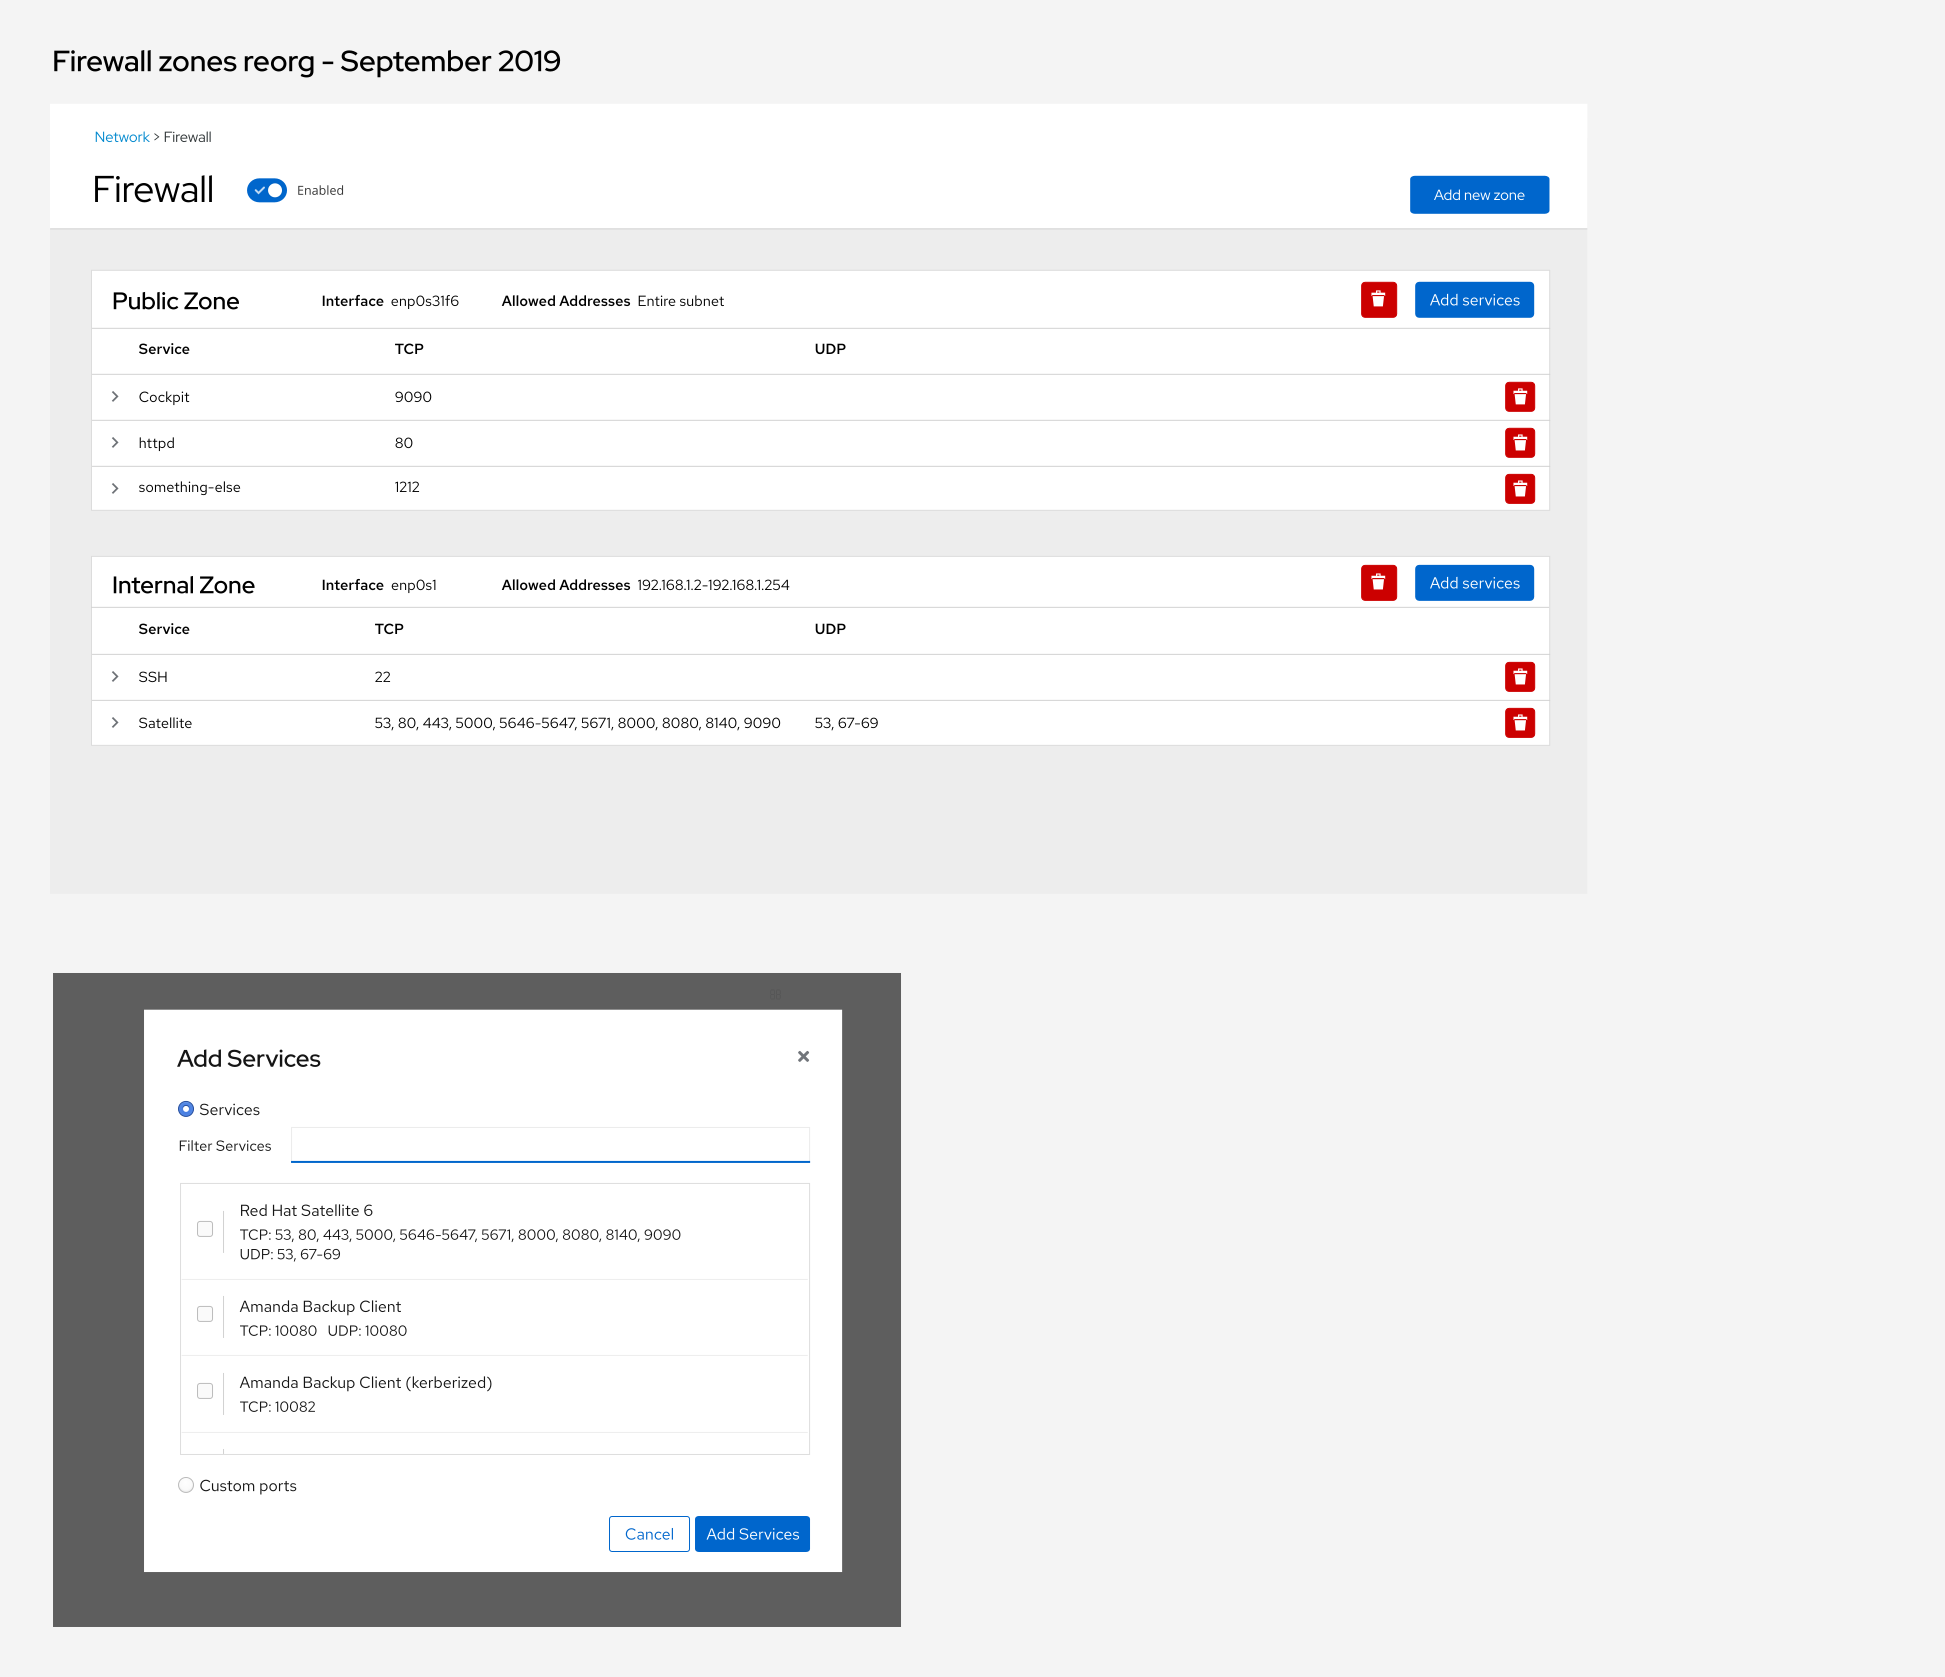 Firewall zones reorg - September 2019
Network > Firewall
Firewall Enabled Add new zone
Public Zone Interface enp0s31f6 Allowed Addresses Entire subnet Add services
Service TCP UDP
Cockpit 9090
httpd 80
something-else 1212
Internal Zone Interface enp0s1 Allowed Addresses 192.168.1.2-192.168.1.254 Add services
Service TCP UDP
SSH 22
Satellite 53, 80, 443, 5000, 5646-5647, 5671, 8000, 8080, 8140, 9090 53, 67-69
Add Services
Services
Filter Services
Red Hat Satellite 6
TCP: 53, 80, 443, 5000, 5646-5647, 5671, 8000, 8080, 8140, 9090
UDP: 53, 67-69
Amanda Backup Client
TCP: 10080 UDP: 10080
Amanda Backup Client (kerberized)
TCP: 10082
Custom ports
Cancel Add Services